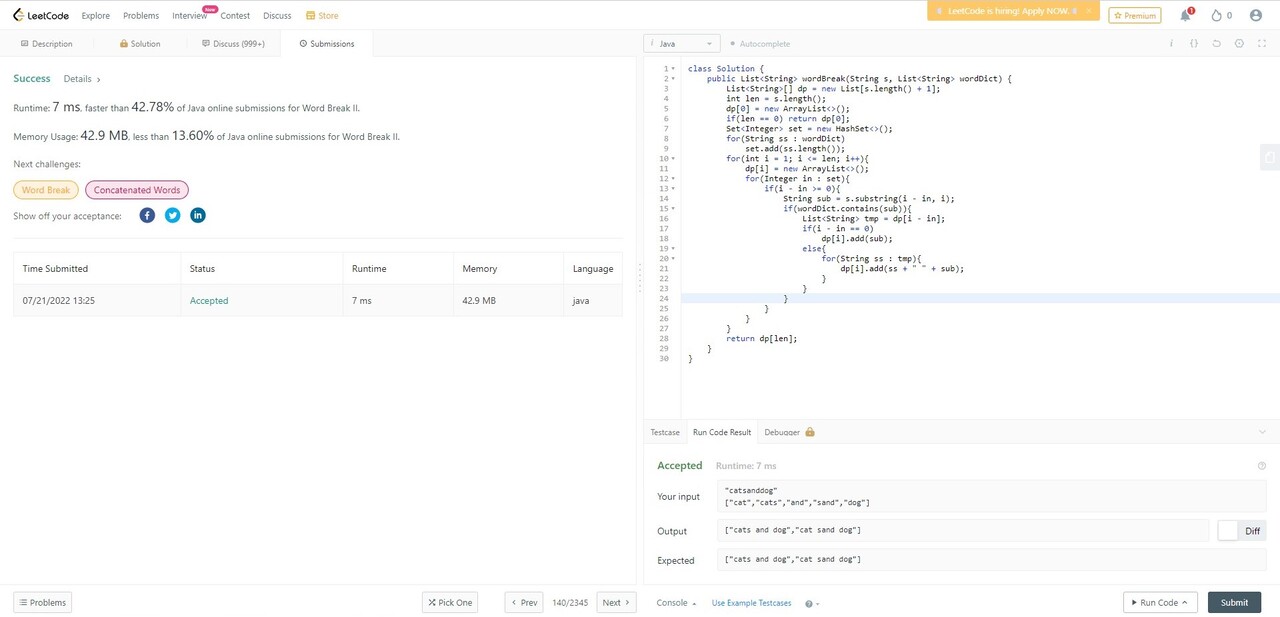 LeetCode Explore Problems Interview New Contest Discuss Store LeetCode is hiring! Apply NOW. Premium 1 0
Description Solution Discuss (999+) Submissions
Success Details
Runtime: 7 ms, faster than 42.78% of Java online submissions for Word Break II.
Memory Usage: 42.9 MB, less than 13.60% of Java online submissions for Word Break II.
Next challenges:
Word Break Concatenated Words
Show off your acceptance:
Time Submitted Status Runtime Memory Language
07/21/2022 13:25 Accepted 7 ms 42.9 MB java
i Java Autocomplete i {}
1 class Solution {
2 public List<String> wordBreak(String s, List<String> wordDict) {
3 List<String>[] dp = new List[s.length() + 1];
4 int len = s.length();
5 dp[0] = new ArrayList<>();
6 if(len == 0) return dp[0];
7 Set<Integer> set = new HashSet<>();
8 for(String ss : wordDict)
9 set.add(ss.length());
10 for(int i = 1; i <= len; i++){
11 dp[i] = new ArrayList<>();
12 for(Integer in : set){
13 if(i - in >= 0){
14 String sub = s.substring(i - in, i);
15 if(wordDict.contains(sub)){
16 List<String> tmp = dp[i - in];
17 if(i - in == 0)
18 dp[i].add(sub);
19 else{
20 for(String ss : tmp){
21 dp[i].add(ss + " " + sub);
22 }
23 }
24 }
25 }
26 }
27 }
28 return dp[len];
29 }
30 }
Testcase Run Code Result Debugger
Accepted Runtime: 7 ms
Your input
"catsanddog"
["cat","cats","and","sand","dog"]
Output ["cats and dog","cat sand dog"] Diff
Expected ["cats and dog","cat sand dog"]
Problems Pick One Prev 140/2345 Next Console Use Example Testcases Run Code Submit